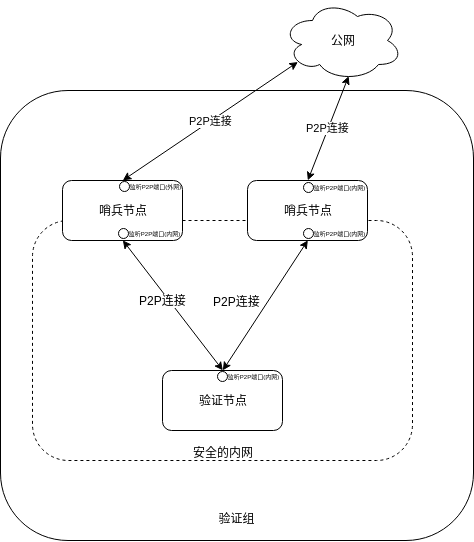 公网
P2P连接
P2P连接
监听P2P端口(外网)
哨兵节点
监听P2P端口(内网)
监听P2P端口(内网)
哨兵节点
监听P2P端口(内网)
P2P连接
P2P连接
监听P2P端口(内网)
验证节点
安全的内网
验证组